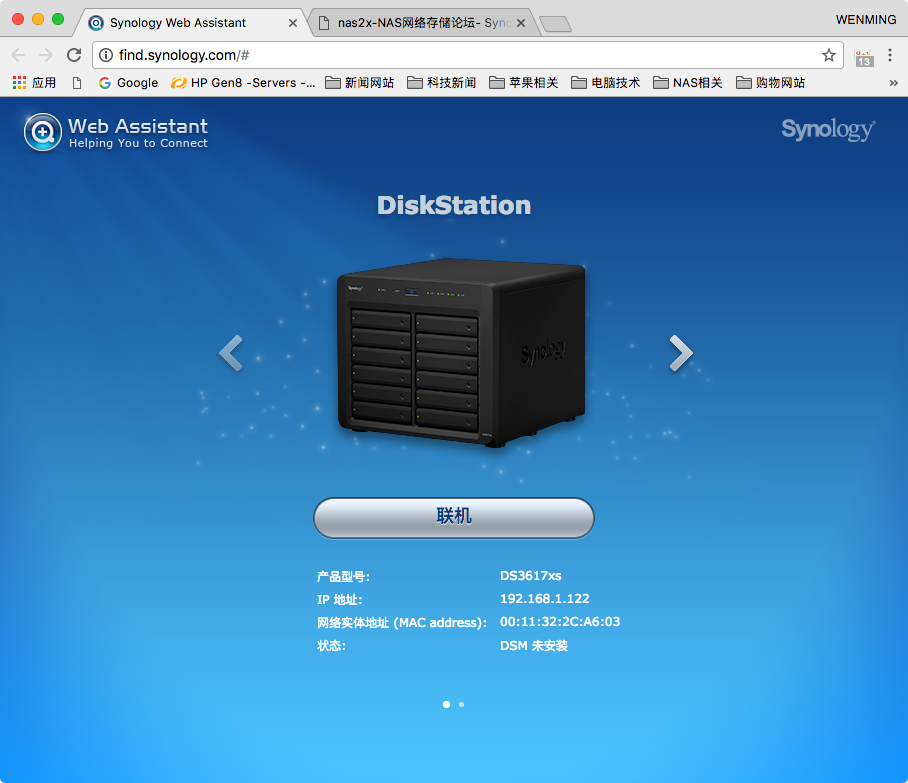 Synology Web Assistant
nas2x-NAS网络存储论坛- Syno
WENMING
find.synology.com/#
13
应用
Google
HP Gen8 -Servers -...
新闻网站
科技新闻
苹果相关
电脑技术
NAS相关
购物网站
»
Web Assistant
Helping You to Connect
Synology
DiskStation
Synology
Synology
联机
产品型号: DS3617xs
IP 地址: 192.168.1.122
网络实体地址 (MAC address): 00:11:32:2C:A6:03
状态: DSM 未安装